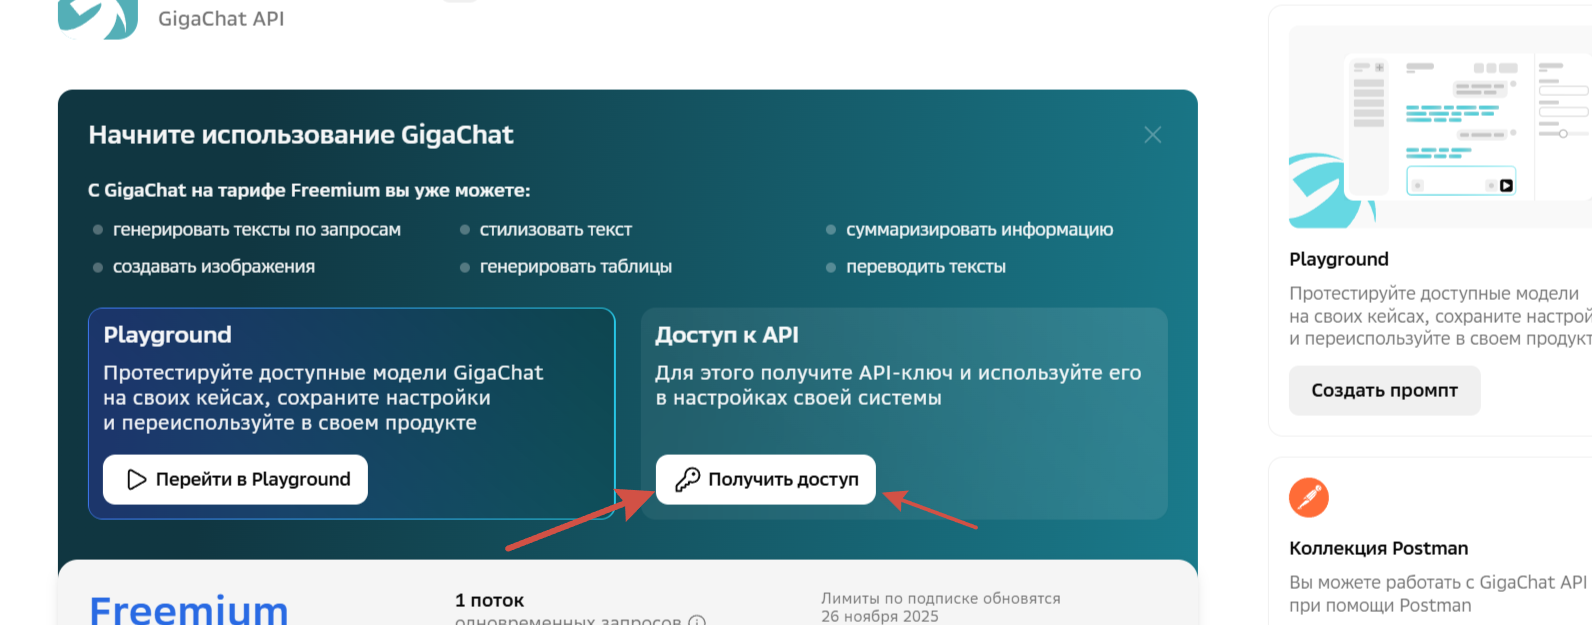 GigaChat API
Начните использование GigaChat
С GigaChat на тарифе Freemium вы уже можете:
генерировать тексты по запросам
стилизовать текст
суммаризировать информацию
создавать изображения
генерировать таблицы
переводить тексты
Playground
Протестируйте доступные модели GigaChat
на своих кейсах, сохраните настройки
и переиспользуйте в своем продукте
Перейти в Playground
Доступ к API
Для этого получите API-ключ и используйте его
в настройках своей системы
Получить доступ
Freemium
1 поток
одновременных запросов
Лимиты по подписке обновятся
26 ноября 2025
Playground
Протестируйте доступные модели
на своих кейсах, сохраните настрой
и переиспользуйте в своем продукт
Создать промпт
Коллекция Postman
Вы можете работать с GigaChat API
при помощи Postman